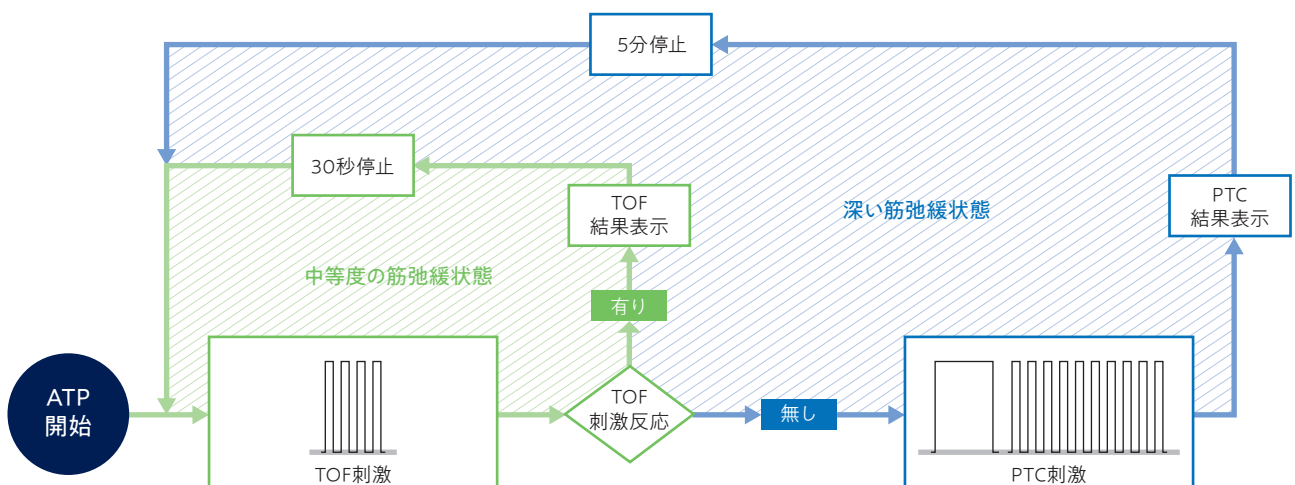 5分停止
30秒停止
TOF
結果表示
PTC
結果表示
深い筋弛緩状態
中等度の筋弛緩状態
有り
ATP
開始
TOF
刺激反応
無し
TOF刺激
PTC刺激